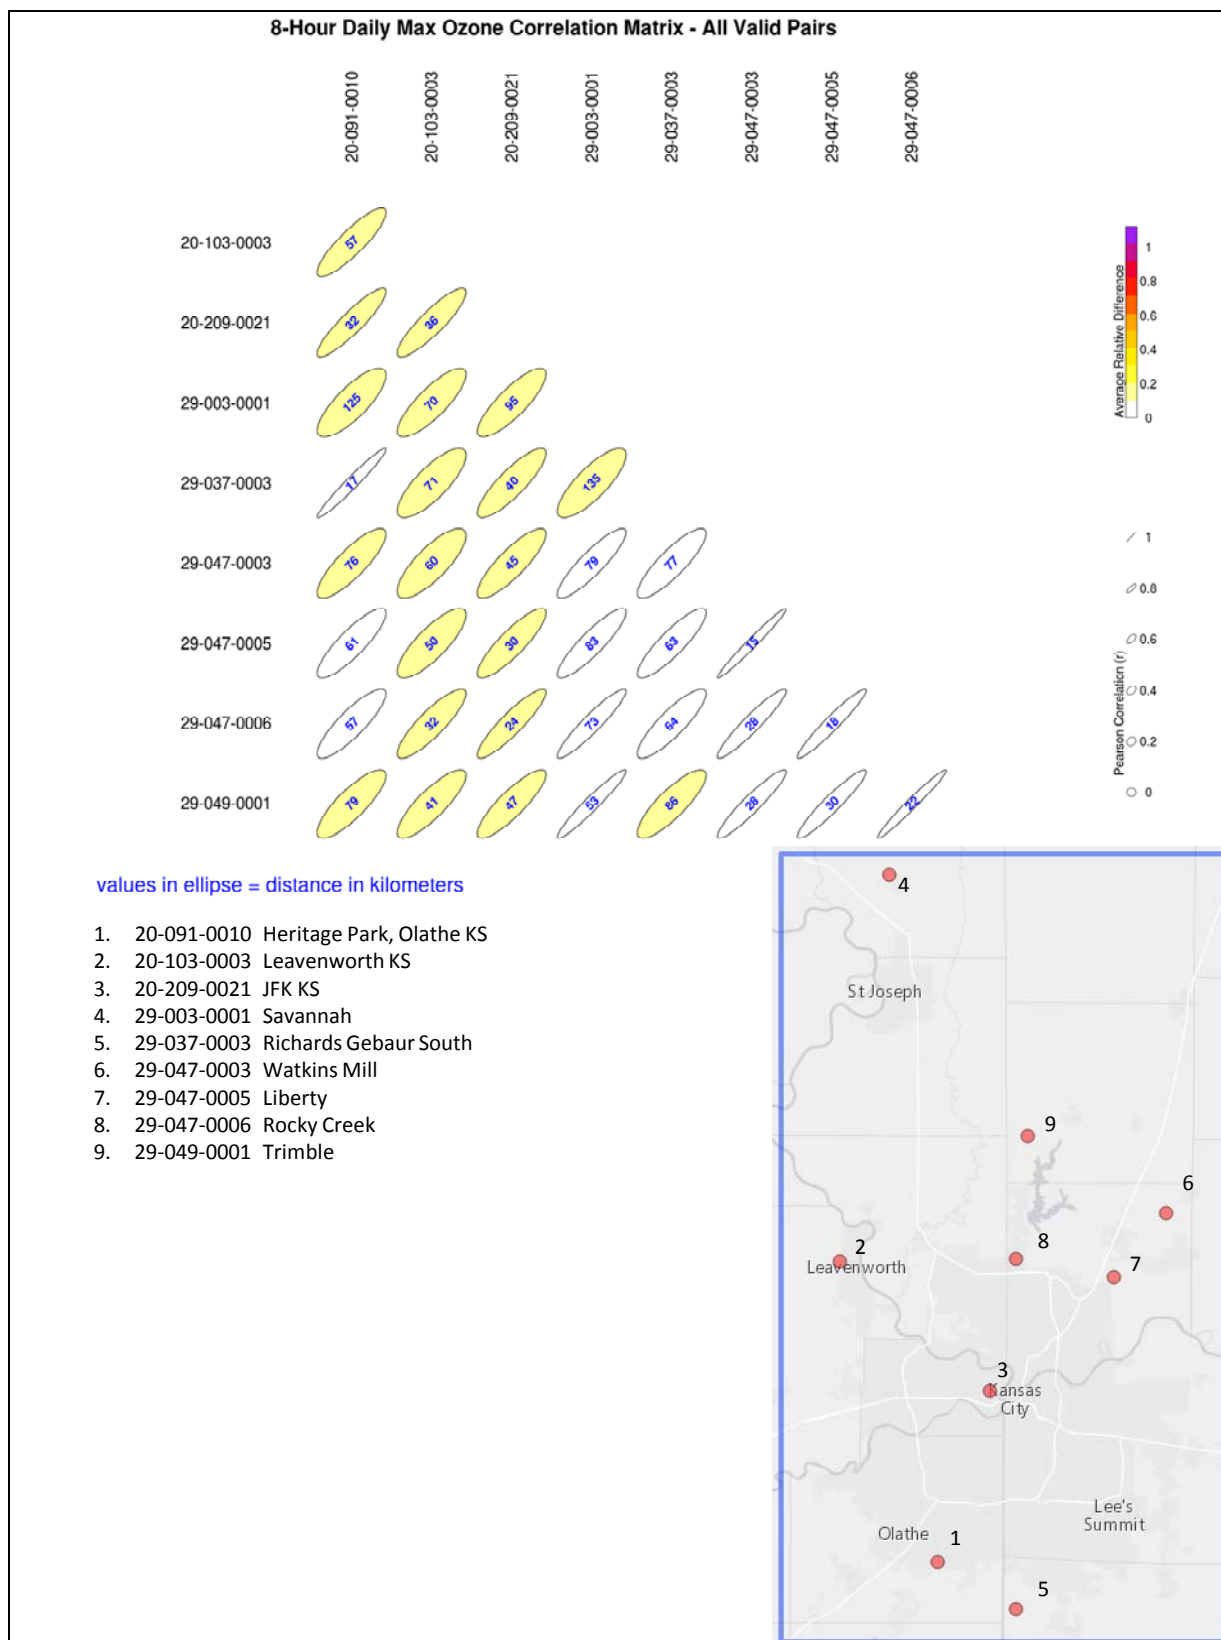 8-Hour Daily Max Ozone Correlation Matrix - All Valid Pairs
20-091-0010 20-103-0003 20-209-0021 29-003-0001 29-037-0003 29-047-0003 29-047-0005 29-047-0006
20-103-0003 57
20-209-0021 32 36
29-003-0001 125 70 95
29-037-0003 17 71 40 135
29-047-0003 76 60 45 79 77
29-047-0005 61 50 30 83 63 15
29-047-0006 57 32 24 73 64 28 18
29-049-0001 79 41 47 53 86 28 30 22
Average Relative Difference
1
0.8
0.6
0.4
0.2
0
Pearson Correlation (r)
1
0.8
0.6
0.4
0.2
0
values in ellipse = distance in kilometers
1. 20-091-0010 Heritage Park, Olathe KS
2. 20-103-0003 Leavenworth KS
3. 20-209-0021 JFK KS
4. 29-003-0001 Savannah
5. 29-037-0003 Richards Gebaur South
6. 29-047-0003 Watkins Mill
7. 29-047-0005 Liberty
8. 29-047-0006 Rocky Creek
9. 29-049-0001 Trimble
4
St Joseph
9
6
8
2
Leavenworth
7
3
Kansas
City
Lee's
Summit
Olathe
1
5